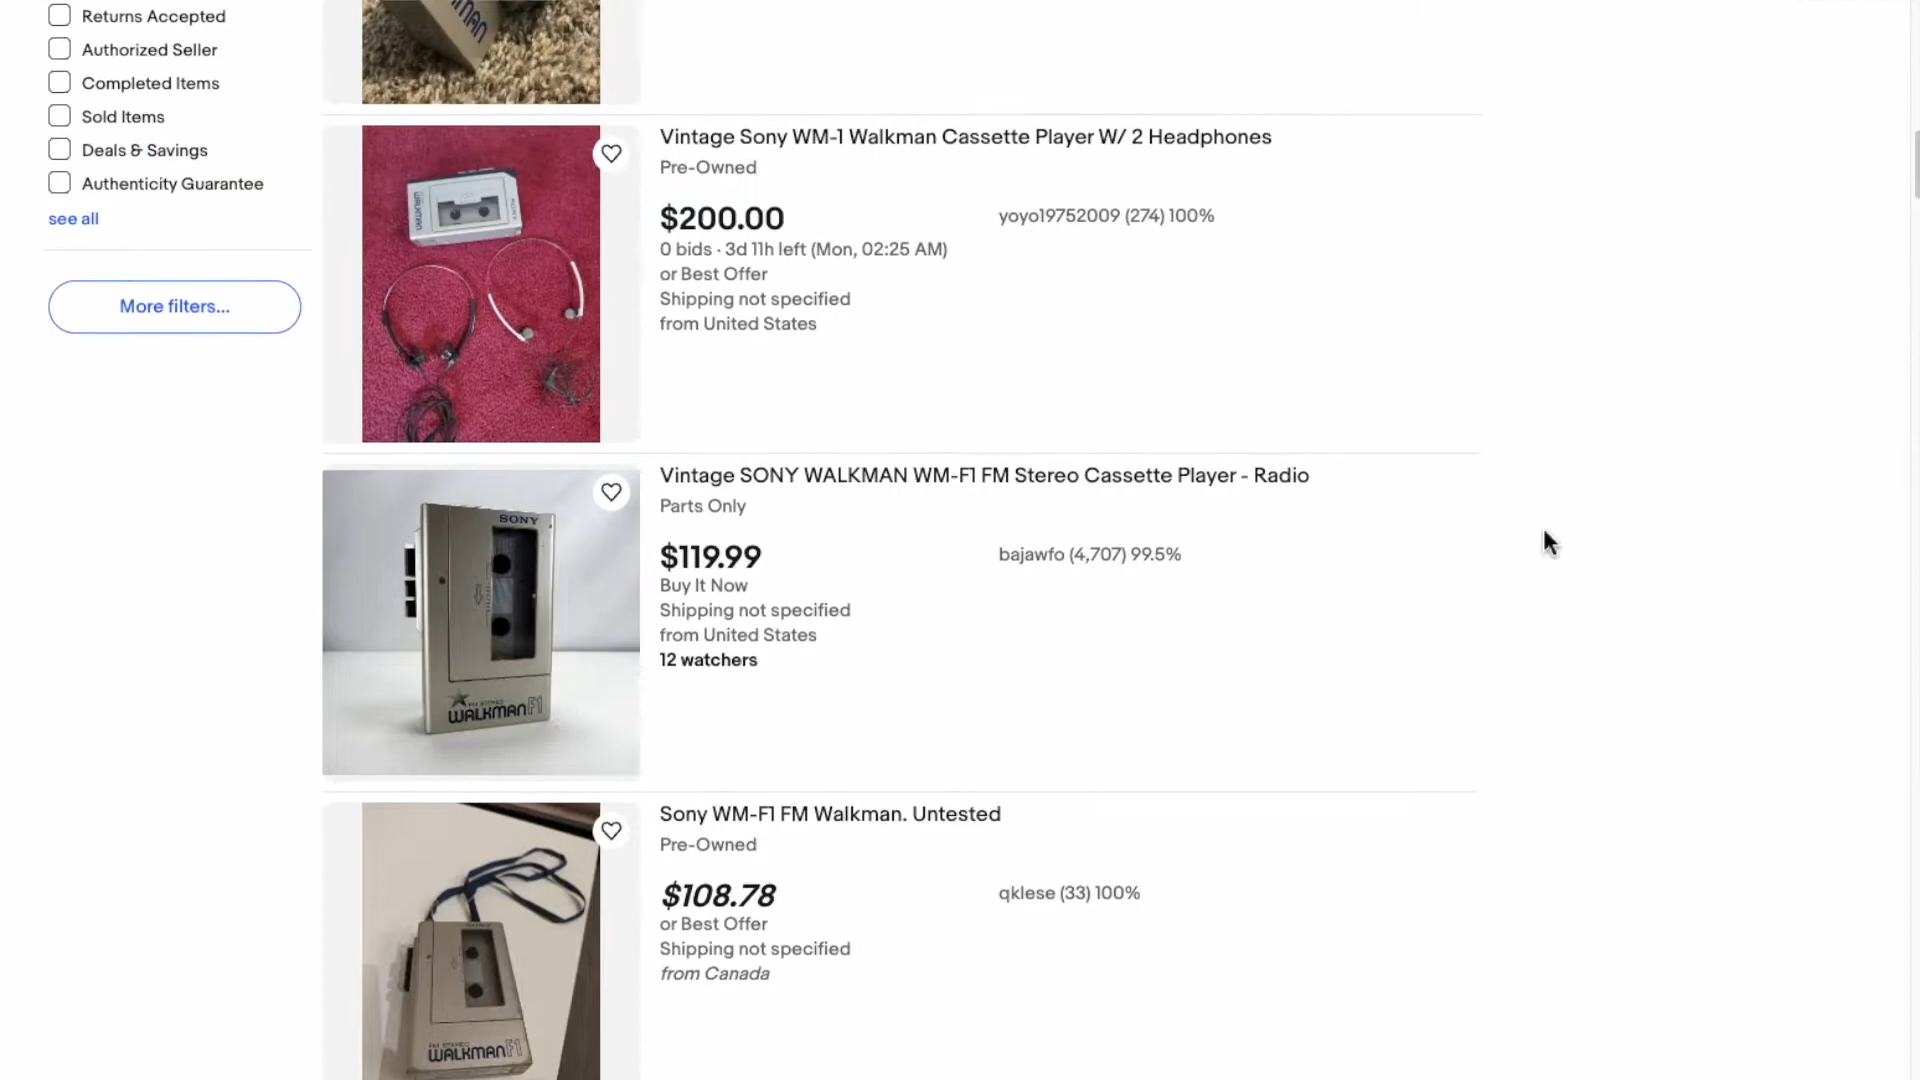 Returns Accepted
Authorized Seller
Completed Items
Sold Items
Deals & Savings
Authenticity Guarantee
see all
More filters...
Vintage Sony WM-1 Walkman Cassette Player W/ 2 Headphones
Pre-Owned
$200.00
yoyo19752009 (274) 100%
0 bids · 3d 11h left (Mon, 02:25 AM)
or Best Offer
Shipping not specified
from United States
WALKMAN
Vintage SONY WALKMAN WM-F1 FM Stereo Cassette Player - Radio
Parts Only
$119.99
bajawfo (4,707) 99.5%
Buy It Now
Shipping not specified
from United States
12 watchers
SONY
FM STEREO
WALKMAN F1
Sony WM-F1 FM Walkman. Untested
Pre-Owned
$108.78
qklese (33) 100%
or Best Offer
Shipping not specified
from Canada
FM STEREO
WALKMAN F1